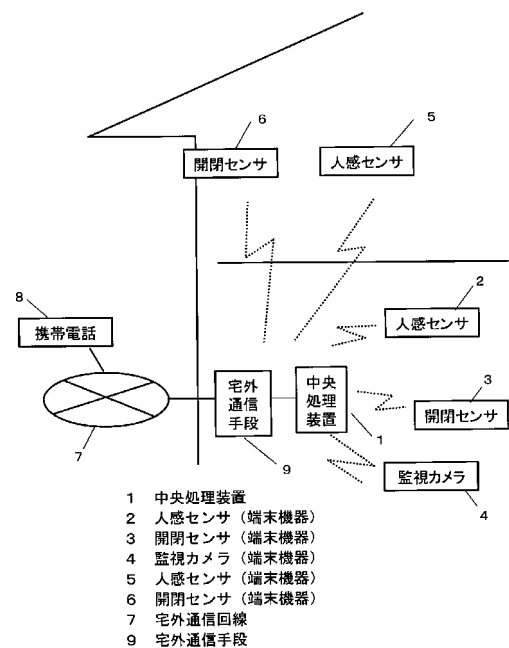 6
5
開閉センサ
人感センサ
2
8
人感センサ
携帯電話
宅外
通信
手段
中央
処理
装置
3
開閉センサ
7
1
9
監視カメラ
4
1 中央処理装置
2 人感センサ（端末機器）
3 開閉センサ（端末機器）
4 監視カメラ（端末機器）
5 人感センサ（端末機器）
6 開閉センサ（端末機器）
7 宅外通信回線
9 宅外通信手段